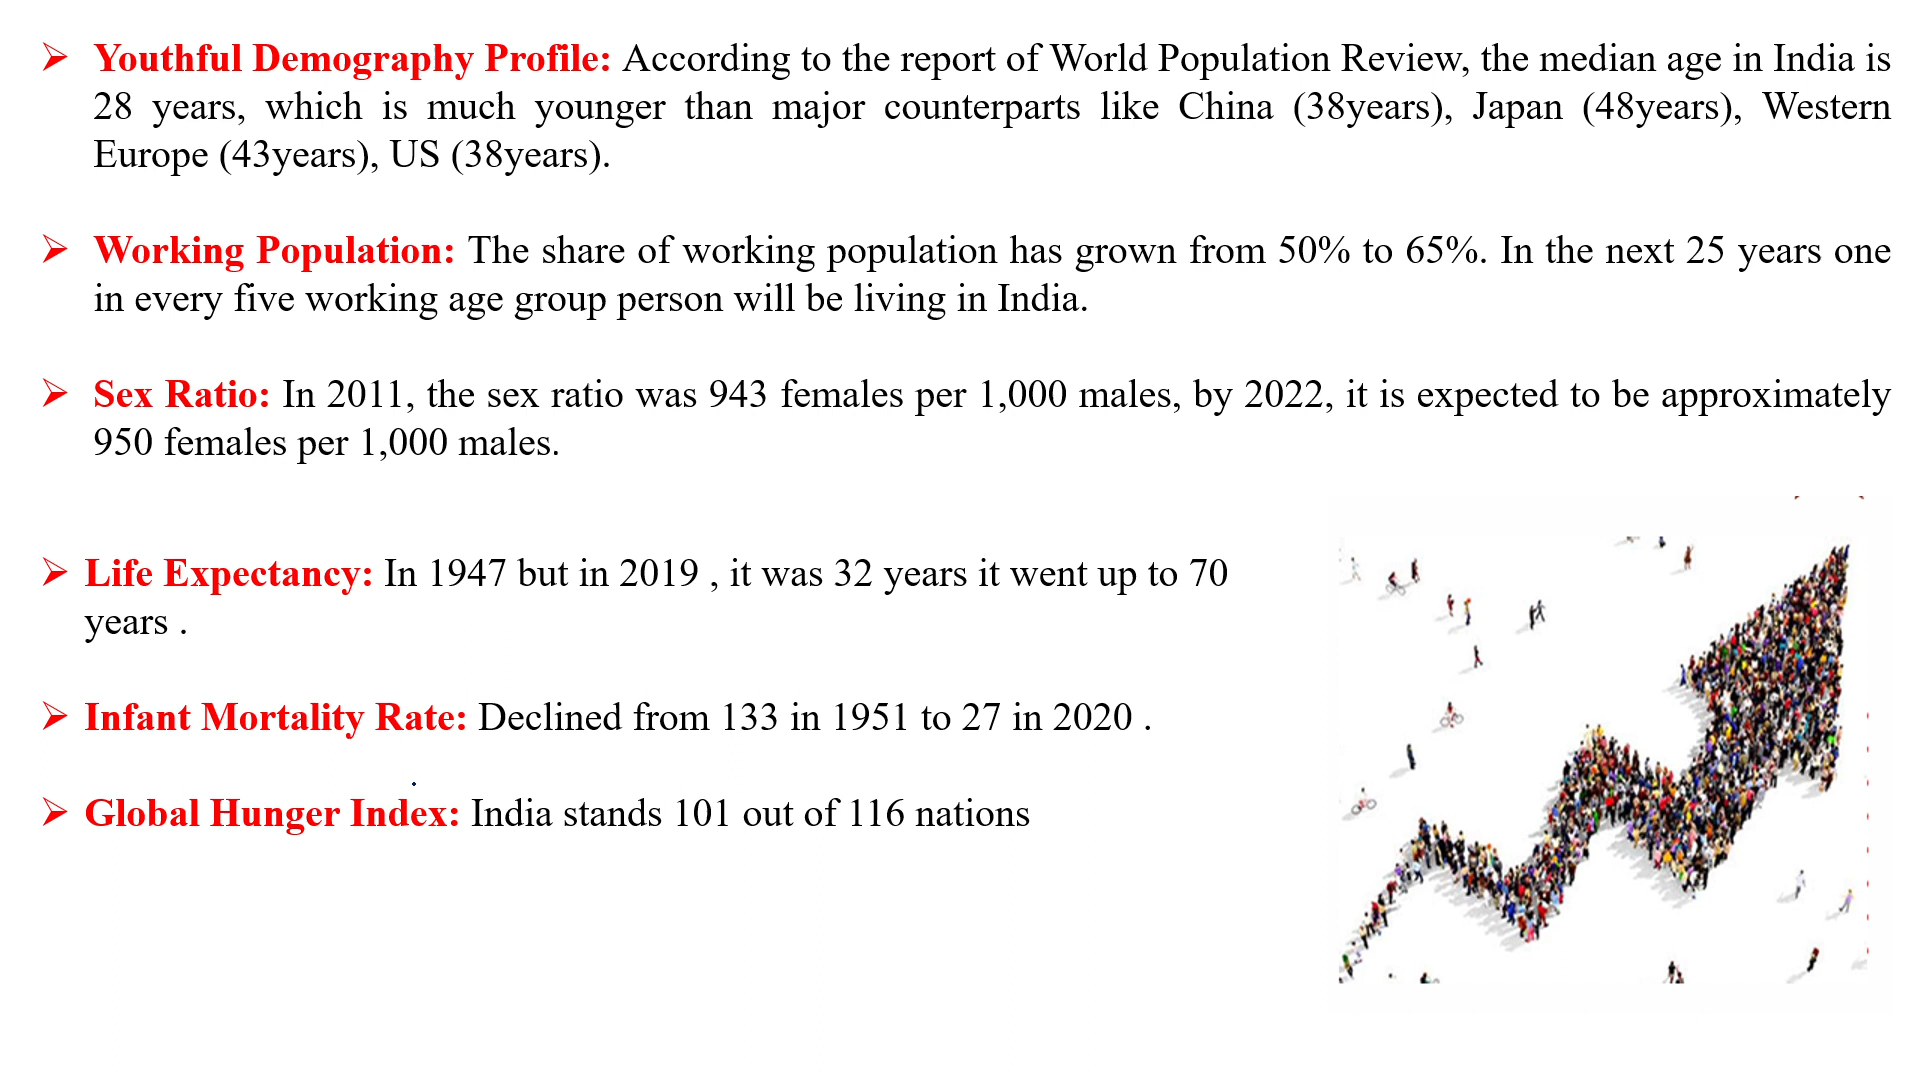 ➢ Youthful Demography Profile: According to the report of World Population Review, the median age in India is
28 years, which is much younger than major counterparts like China (38years), Japan (48years), Western
Europe (43years), US (38years).
➢ Working Population: The share of working population has grown from 50% to 65%. In the next 25 years one
in every five working age group person will be living in India.
➢ Sex Ratio: In 2011, the sex ratio was 943 females per 1,000 males, by 2022, it is expected to be approximately
950 females per 1,000 males.
➢ Life Expectancy: In 1947 but in 2019 , it was 32 years it went up to 70
years .
➢ Infant Mortality Rate: Declined from 133 in 1951 to 27 in 2020 .
➢ Global Hunger Index: India stands 101 out of 116 nations